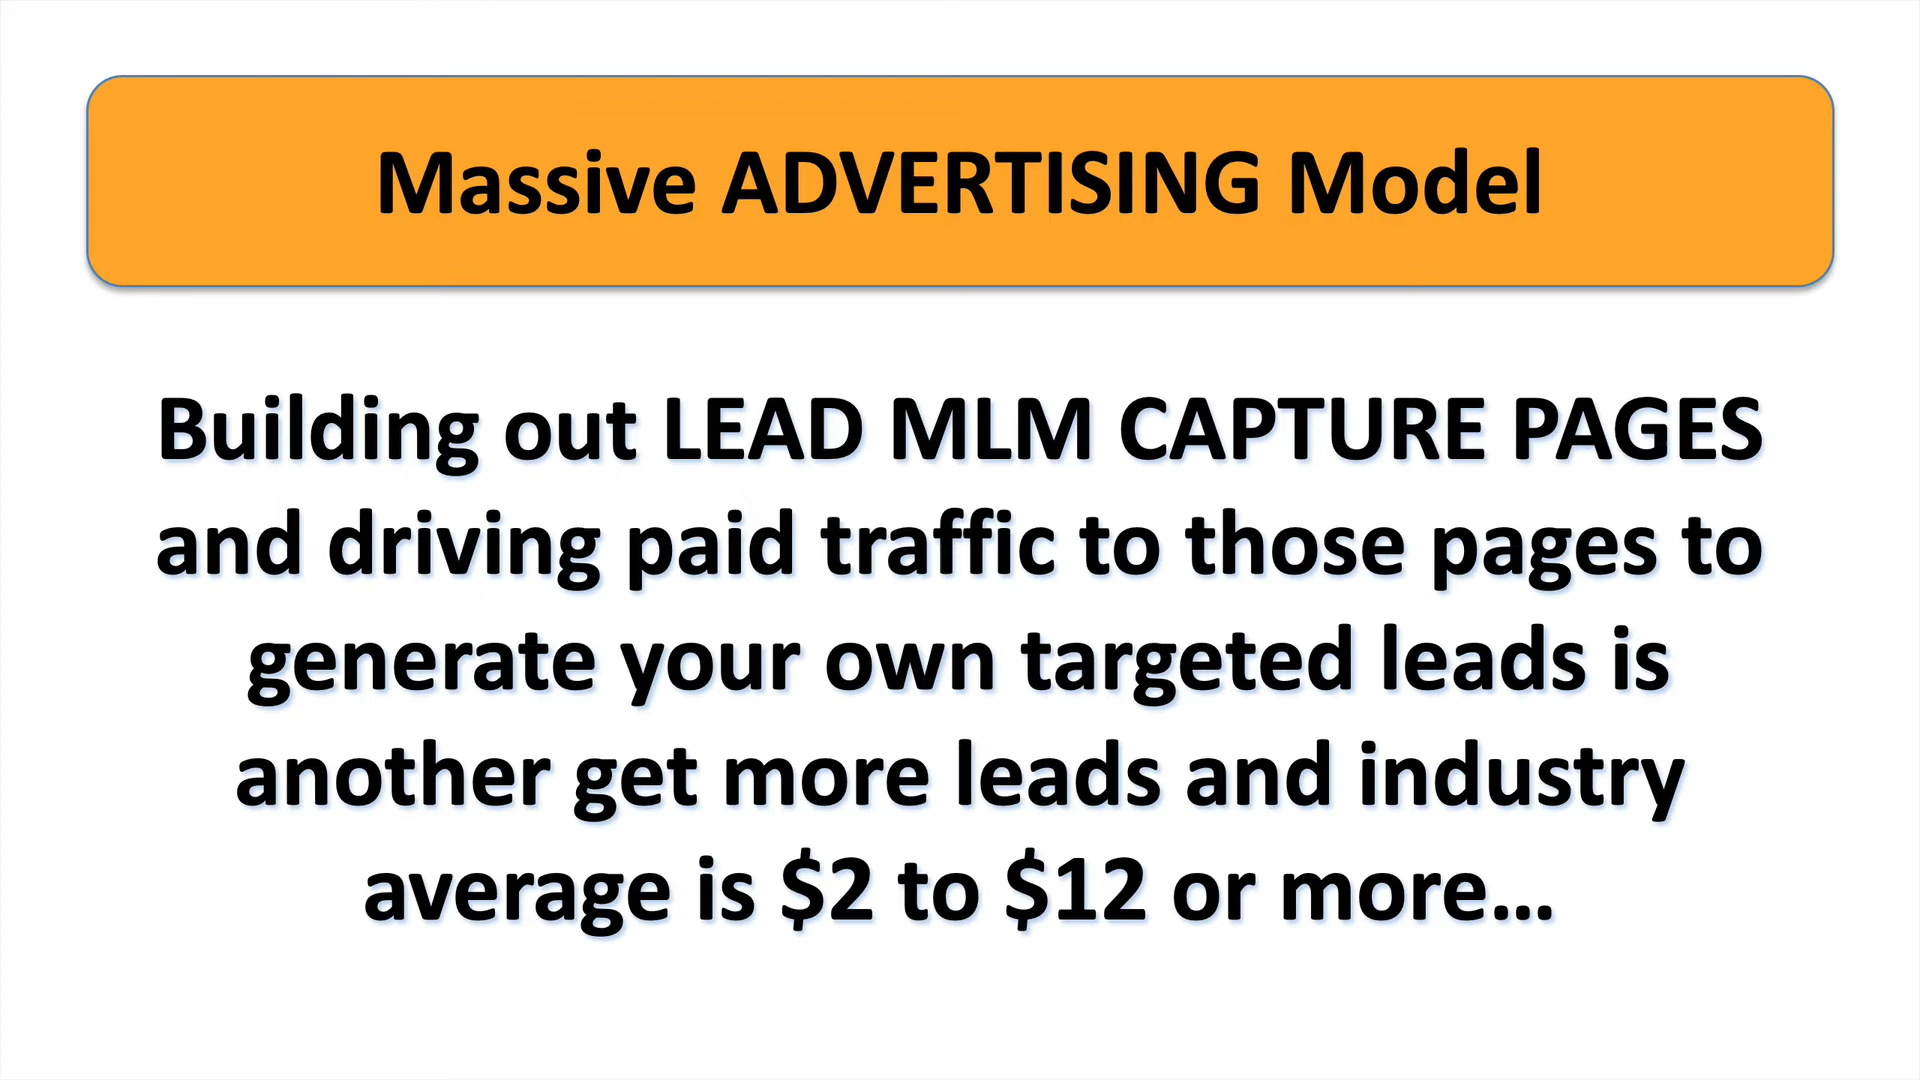 Massive ADVERTISING Model
Building out LEAD MLM CAPTURE PAGES
and driving paid traffic to those pages to
generate your own targeted leads is
another get more leads and industry
average is $2 to $12 or more...